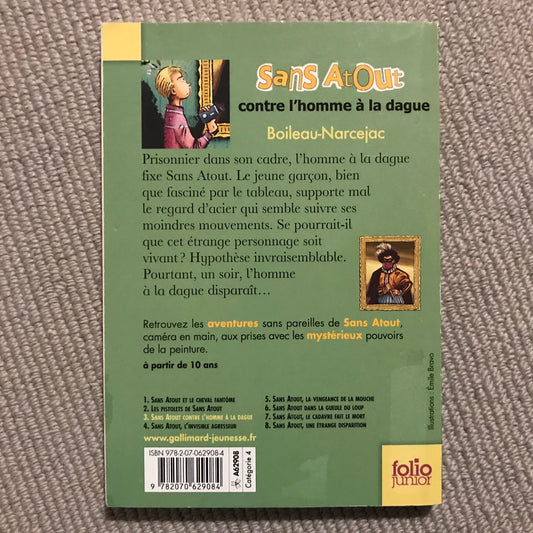 Sans Atout
contre l'homme à la dague
Boileau-Narcejac
Prisonnier dans son cadre, l'homme à la dague
fixe Sans Atout. Le jeune garçon, bien
que fasciné par le tableau, supporte mal
le regard d'acier qui semble suivre ses
moindres mouvements. Se pourrait-il
que cet étrange personnage soit
vivant ? Hypothèse invraisemblable.
Pourtant, un soir, l'homme
à la dague disparaît…
Retrouvez les aventures sans pareilles de Sans Atout,
caméra en main, aux prises avec les mystérieux pouvoirs
de la peinture.
à partir de 10 ans
1. Sans Atout et le cheval fantôme
2. Les pistolets de Sans Atout
3. Sans Atout contre l'homme à la dague
4. Sans Atout, l'invisible agresseur
5. Sans Atout, la vengeance de la mouche
6. Sans Atout dans la gueule du loup
7. Sans Atout, le cadavre fait le mort
8. Sans Atout, une étrange disparition
www.gallimard-jeunesse.fr
Illustrations : Émile Bravo
ISBN 978-2-07-062908-4
9 782070 629084
A62908
Catégorie 4
folio
junior